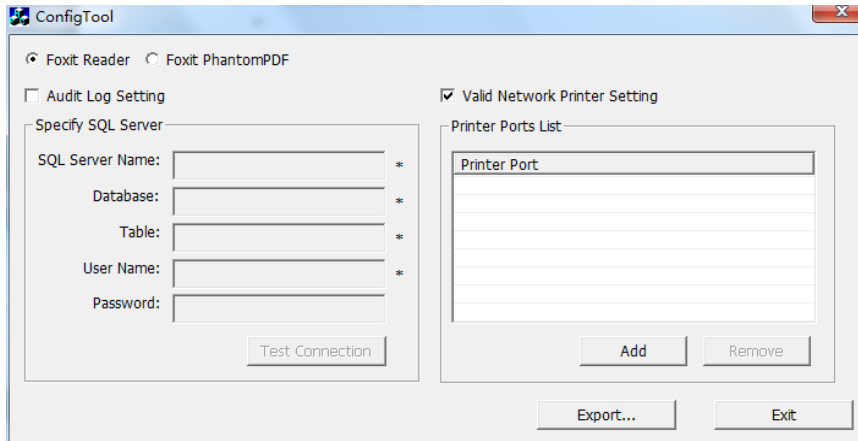 ConfigTool
Foxit Reader Foxit PhantomPDF
Audit Log Setting
Valid Network Printer Setting
Specify SQL Server
SQL Server Name: *
Database: *
Table: *
User Name: *
Password:
Test Connection
Printer Ports List
Printer Port
Add Remove
Export... Exit